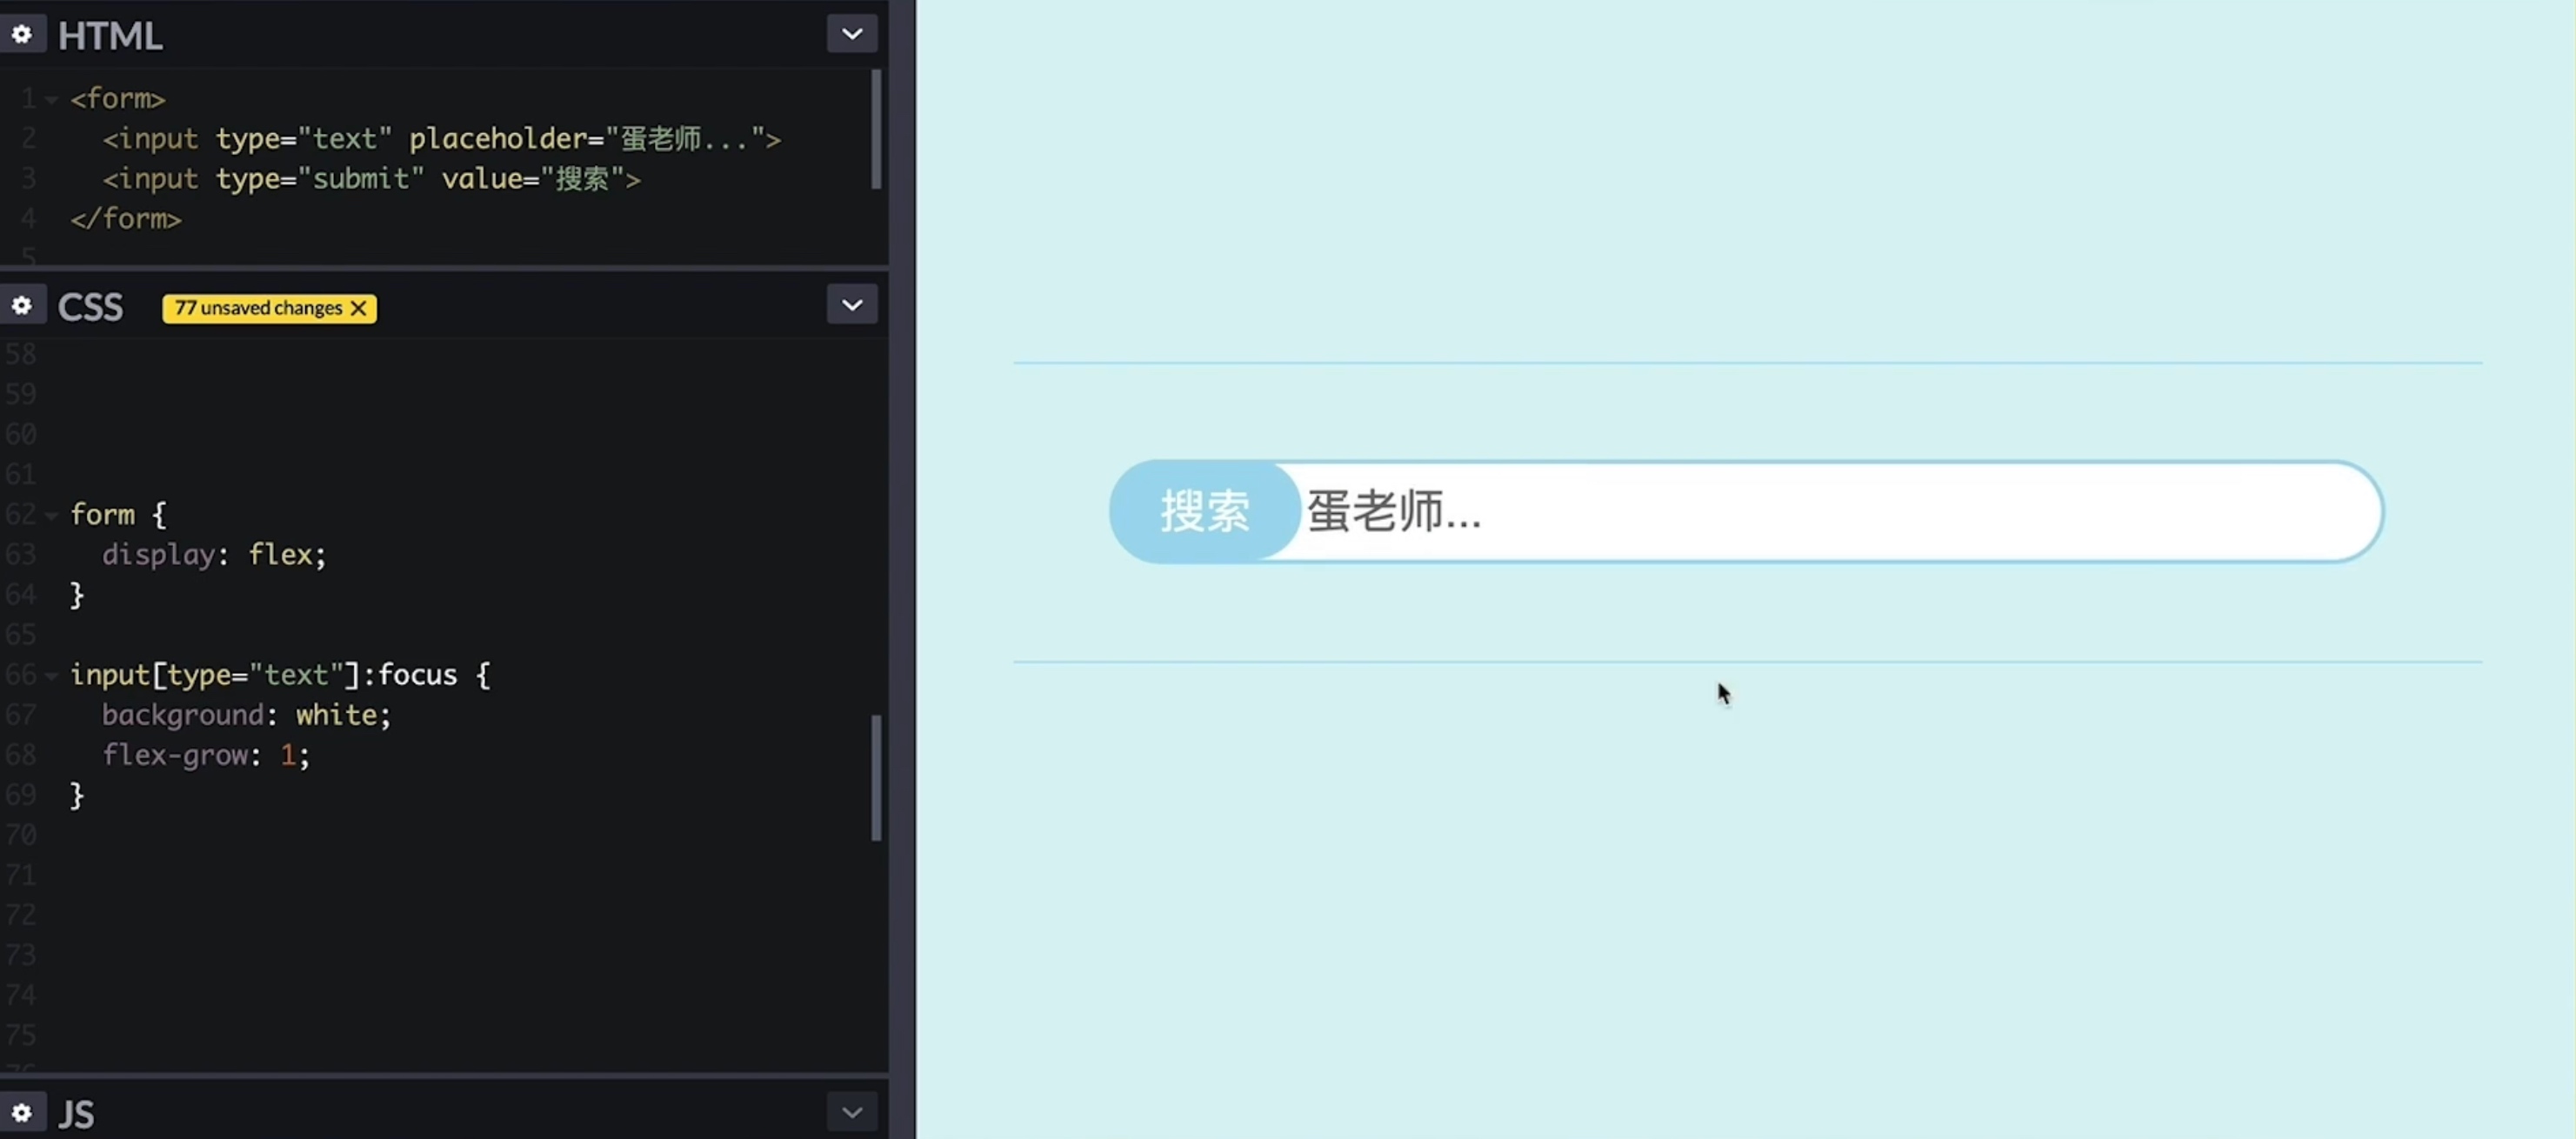 HTML
1 <form>
2 <input type="text" placeholder="蛋老师...">
3 <input type="submit" value="搜索">
4 </form>
5
CSS 77 unsaved changes
58
59
60
61
62 form {
63 display: flex;
64 }
65
66 input[type="text"]:focus {
67 background: white;
68 flex-grow: 1;
69 }
70
71
72
73
74
75
76
JS
搜索 蛋老师...